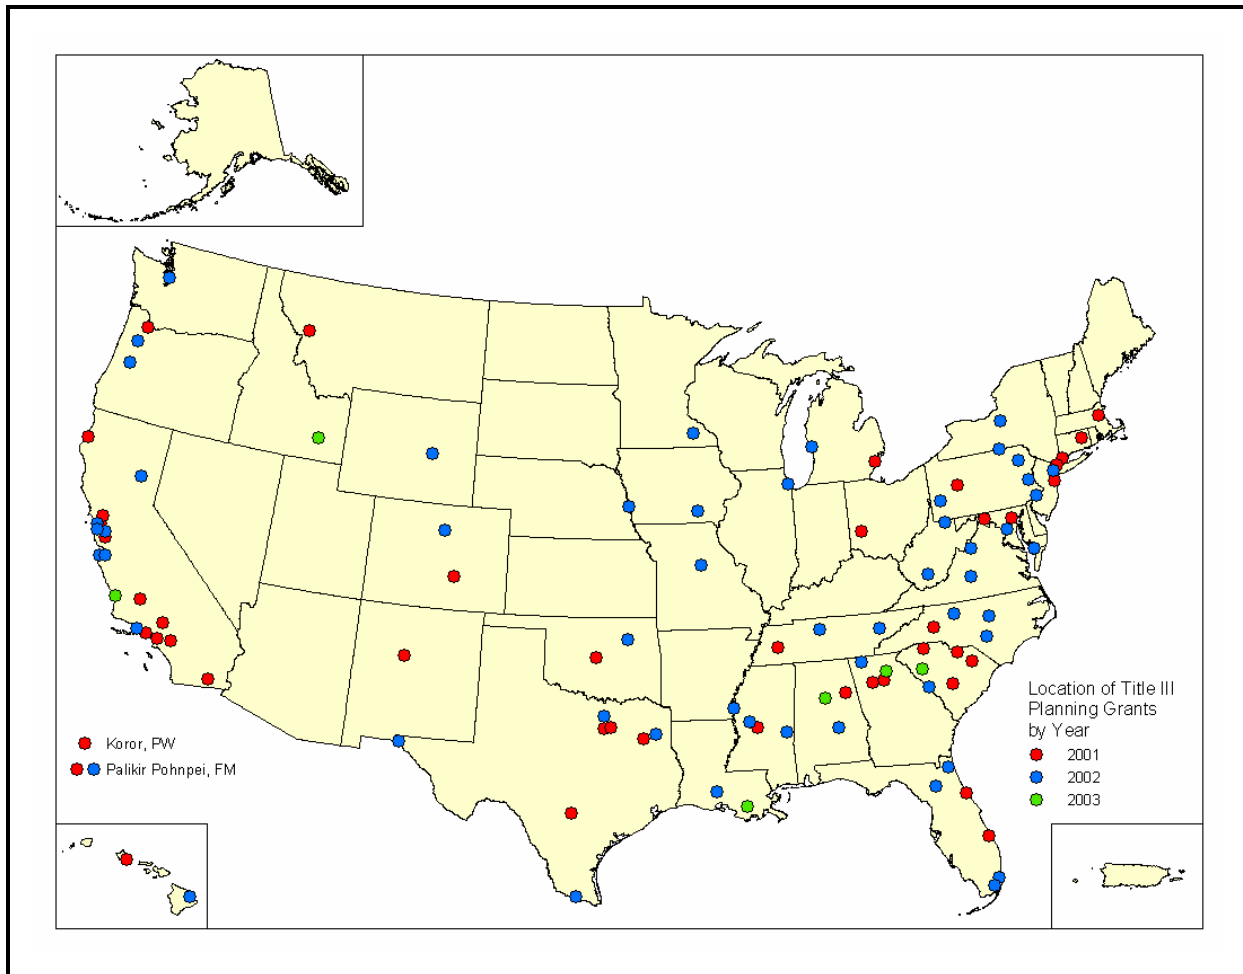 Koror, PW
Palikir Pohnpei, FM
Location of Title III
Planning Grants
by Year
2001
2002
2003